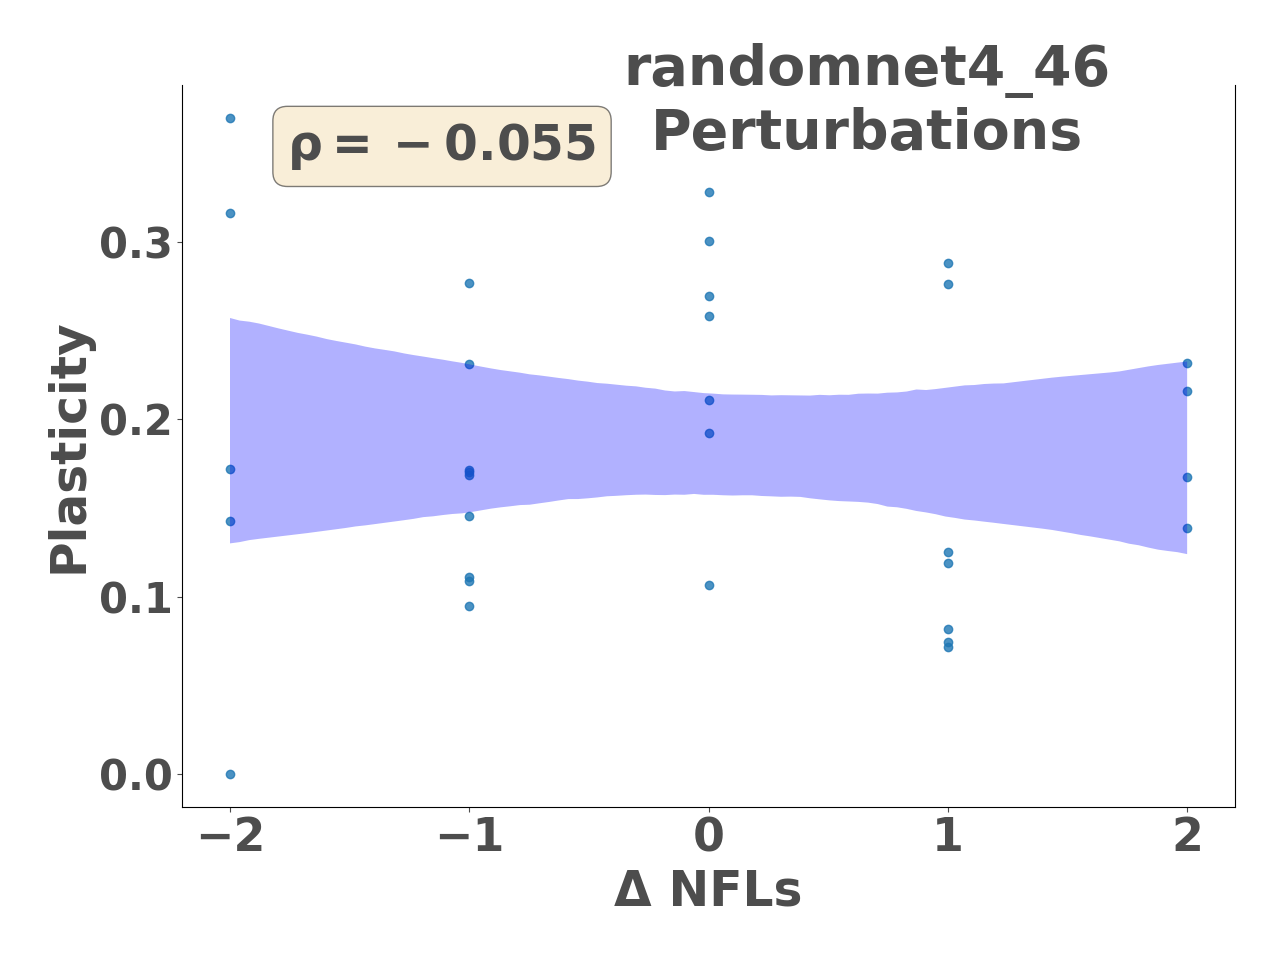 randomnet4_46
Perturbations
ρ = − 0.055
Plasticity
0.3
0.2
0.1
0.0
−2 −1 0 1 2
Δ NFLs